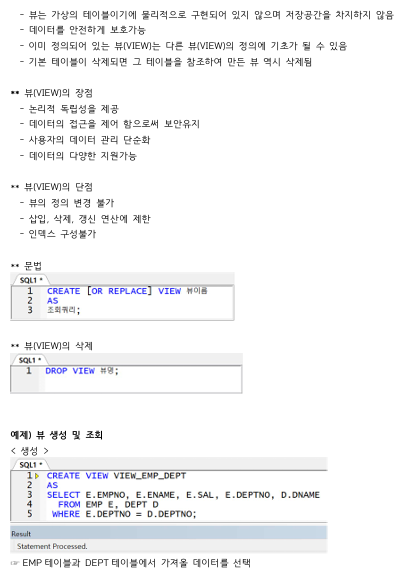 - 뷰는 가상의 테이블이기에 물리적으로 구현되어 있지 않으며 저장공간을 차지하지 않음
- 데이터를 안전하게 보호가능
- 이미 정의되어 있는 뷰(VIEW)는 다른 뷰(VIEW)의 정의에 기초가 될 수 있음
- 기본 테이블이 삭제되면 그 테이블을 참조하여 만든 뷰 역시 삭제됨
** 뷰(VIEW)의 장점
- 논리적 독립성을 제공
- 데이터의 접근을 제어 함으로써 보안유지
- 사용자의 데이터 관리 단순화
- 데이터의 다양한 지원가능
** 뷰(VIEW)의 단점
- 뷰의 정의 변경 불가
- 삽입, 삭제, 갱신 연산에 제한
- 인덱스 구성불가
** 문법
SQL1 *
1 CREATE [OR REPLACE] VIEW 뷰이름
2 AS
3 조회쿼리;
** 뷰(VIEW)의 삭제
SQL1 *
1 DROP VIEW 뷰명;
예제) 뷰 생성 및 조회
< 생성 >
SQL1 *
1 CREATE VIEW VIEW_EMP_DEPT
2 AS
3 SELECT E.EMPNO, E.ENAME, E.SAL, E.DEPTNO, D.DNAME
4 FROM EMP E, DEPT D
5 WHERE E.DEPTNO = D.DEPTNO;
Result
Statement Processed.
☞ EMP 테이블과 DEPT 테이블에서 가져올 데이터를 선택